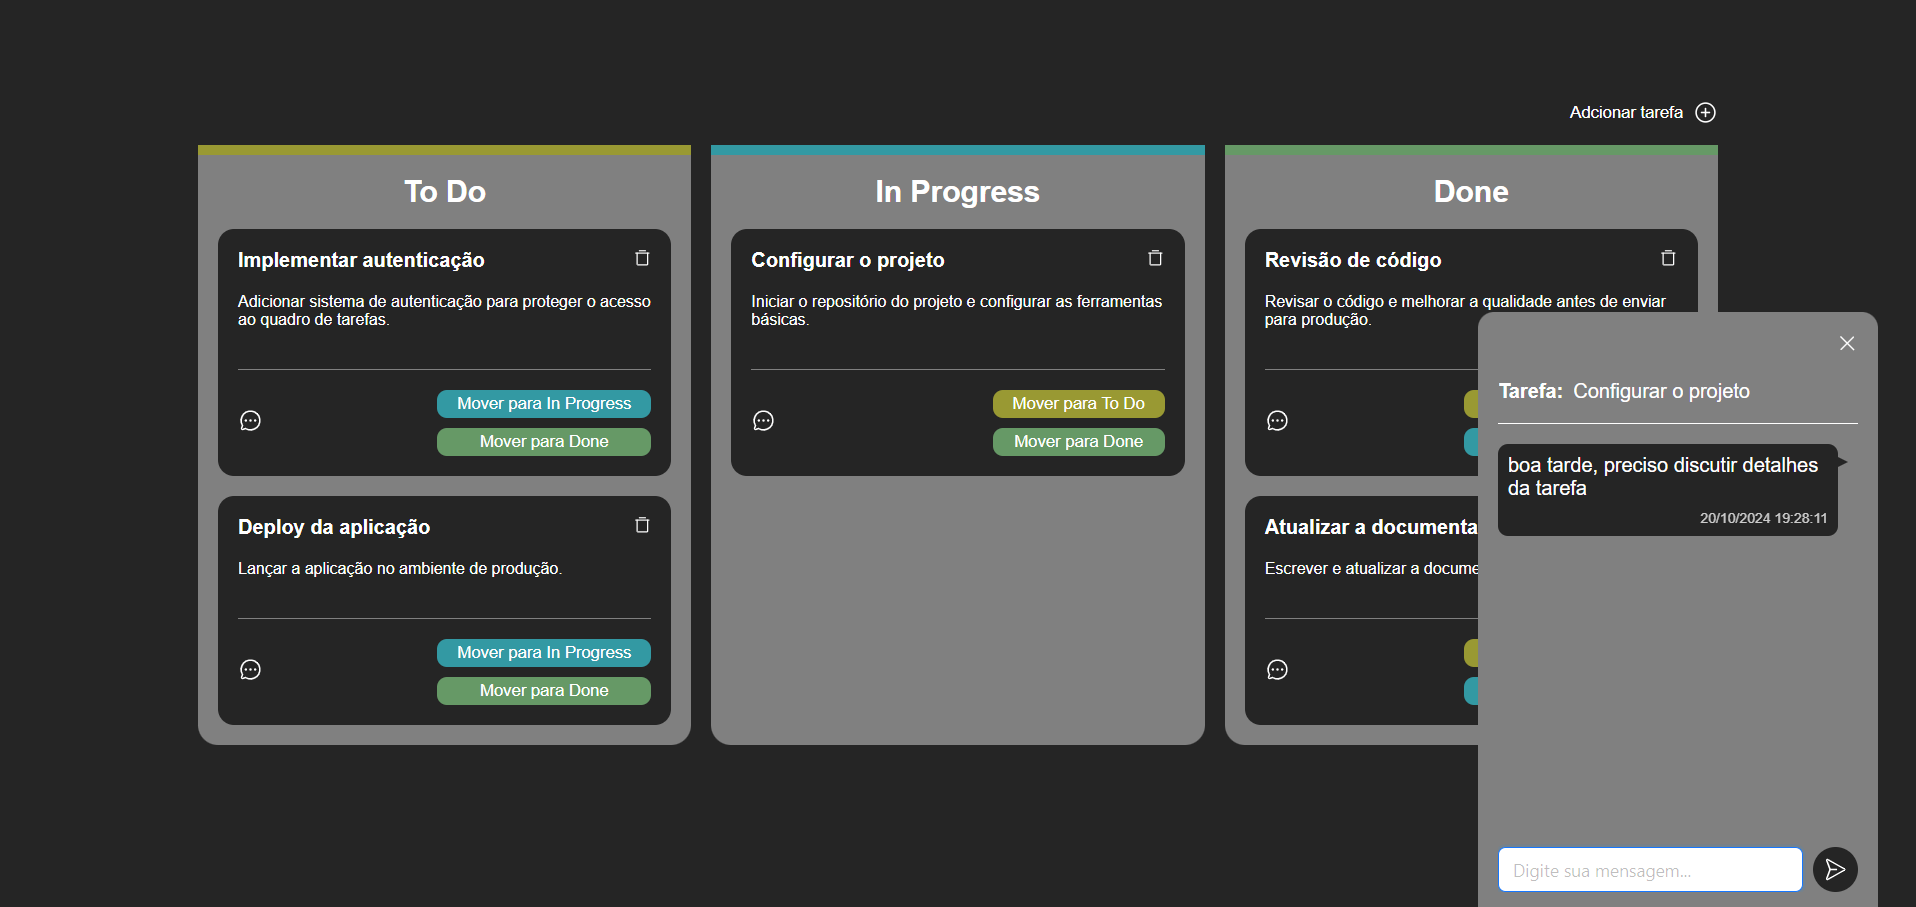 Adcionar tarefa
To Do
Implementar autenticação
Adicionar sistema de autenticação para proteger o acesso
ao quadro de tarefas.
Mover para In Progress
Mover para Done
Deploy da aplicação
Lançar a aplicação no ambiente de produção.
Mover para In Progress
Mover para Done
In Progress
Configurar o projeto
Iniciar o repositório do projeto e configurar as ferramentas
básicas.
Mover para To Do
Mover para Done
Done
Revisão de código
Revisar o código e melhorar a qualidade antes de enviar
para produção.
Atualizar a documenta
Escrever e atualizar a docume
Tarefa: Configurar o projeto
boa tarde, preciso discutir detalhes
da tarefa
20/10/2024 19:28:11
Digite sua mensagem...